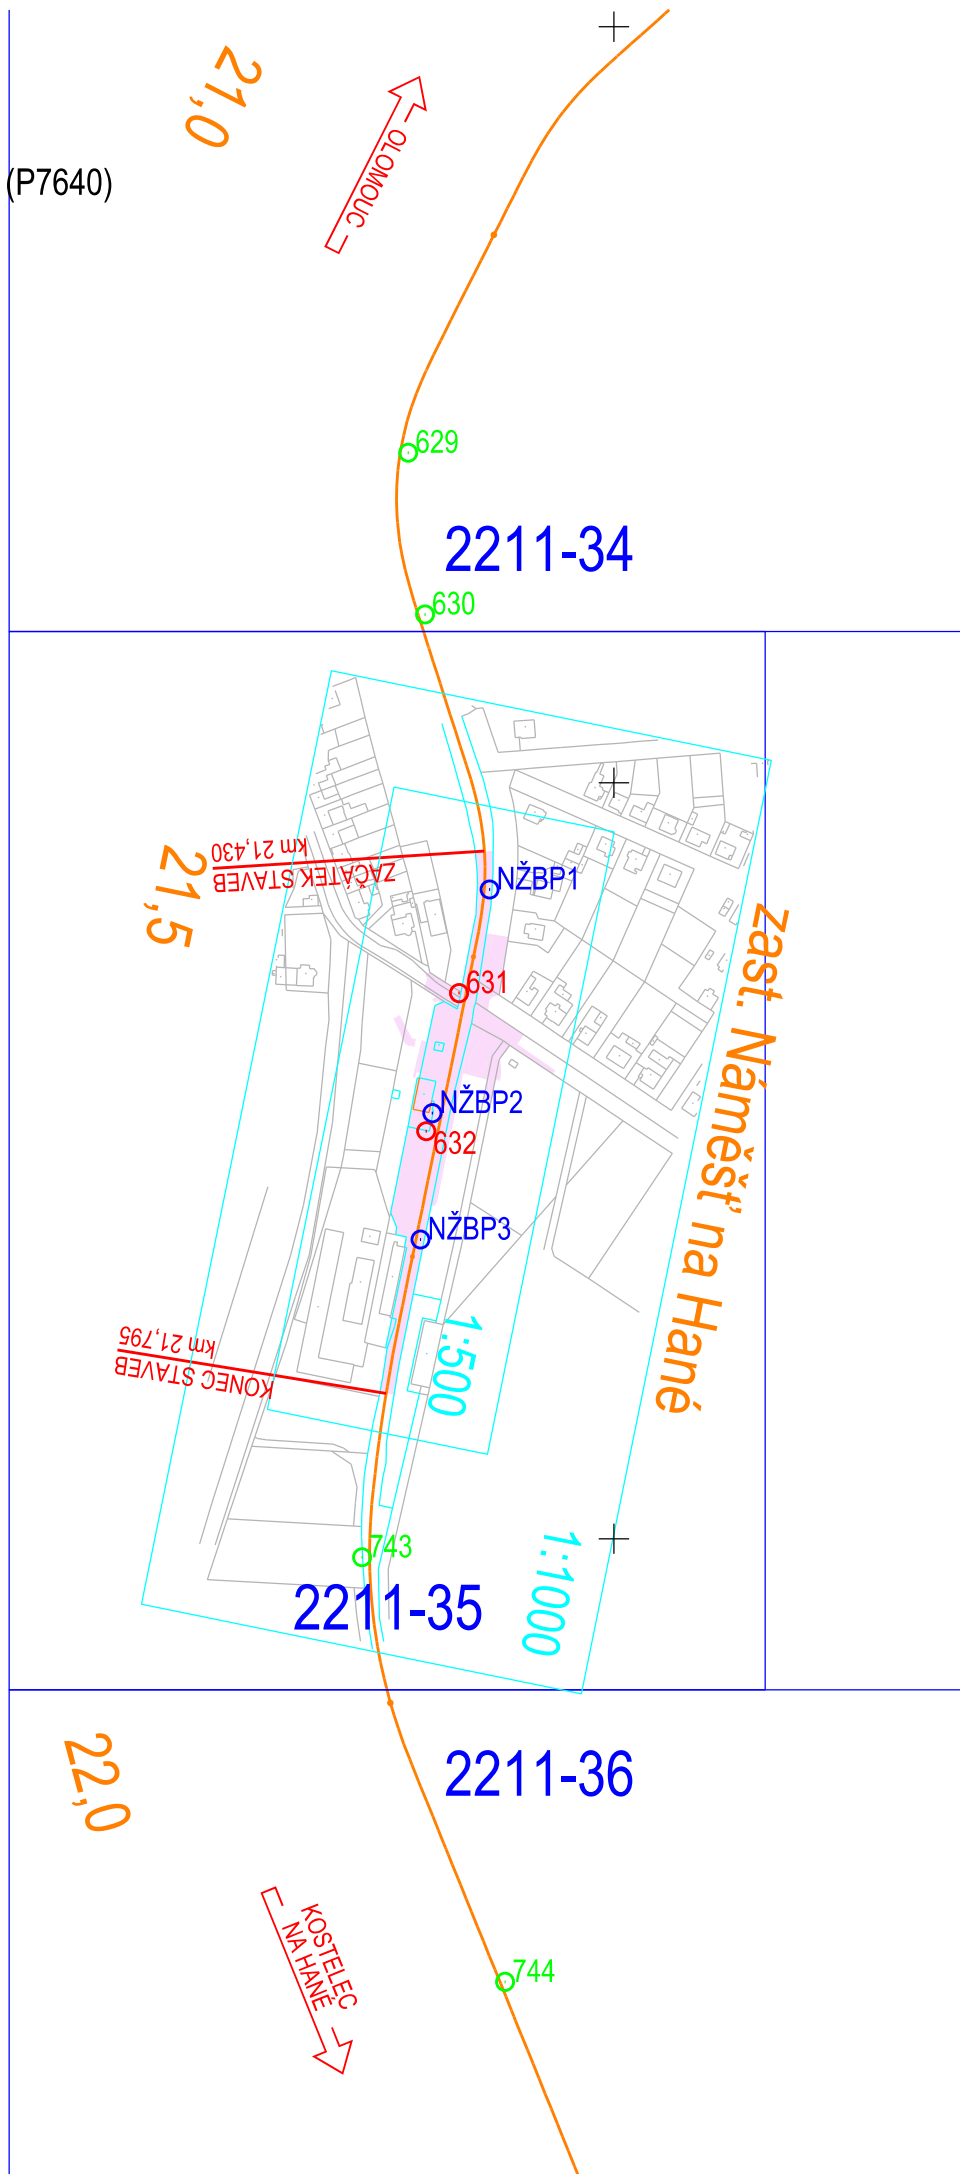 21,0
OLOMOUC
(P7640)
629
2211-34
630
km 21,430
ZAČÁTEK STAVEB
21,5
NŽBP1
631
zast. Náměšť na Hané
NŽBP2
632
NŽBP3
km 21,795
KONEC STAVEB
1:500
743
1:1000
2211-35
22,0
2211-36
KOSTELEC
NA HANÉ
744